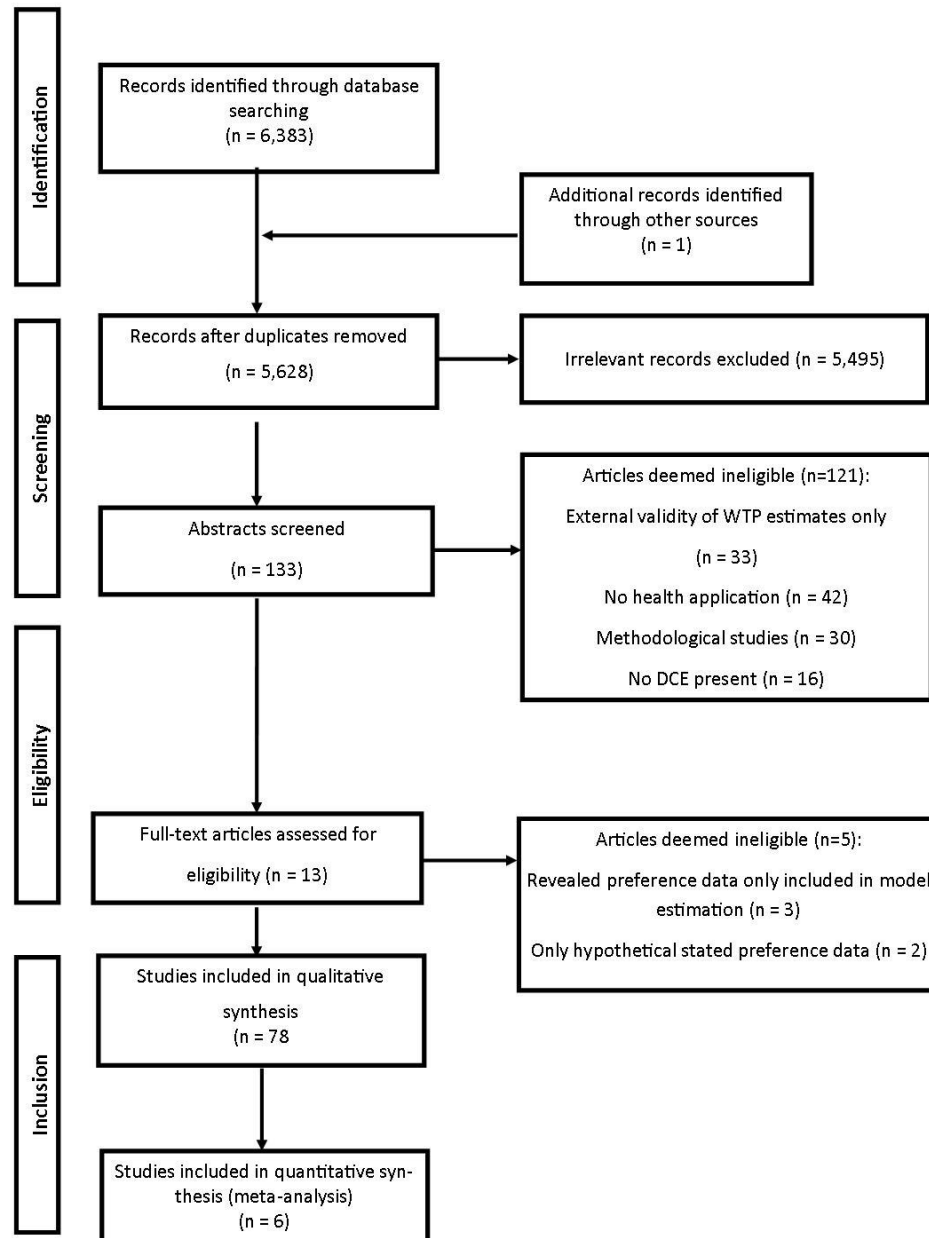 Identification
Records identified through database
searching
(n = 6,383)
Additional records identified
through other sources
(n = 1)
Screening
Records after duplicates removed
(n = 5,628)
Irrelevant records excluded (n = 5,495)
Abstracts screened
(n = 133)
Articles deemed ineligible (n=121):
External validity of WTP estimates only
(n = 33)
No health application (n = 42)
Methodological studies (n = 30)
No DCE present (n = 16)
Eligibility
Full-text articles assessed for
eligibility (n = 13)
Articles deemed ineligible (n=5):
Revealed preference data only included in model
estimation (n = 3)
Only hypothetical stated preference data (n = 2)
Inclusion
Studies included in qualitative
synthesis
(n = 78
Studies included in quantitative syn-
thesis (meta-analysis)
(n = 6)